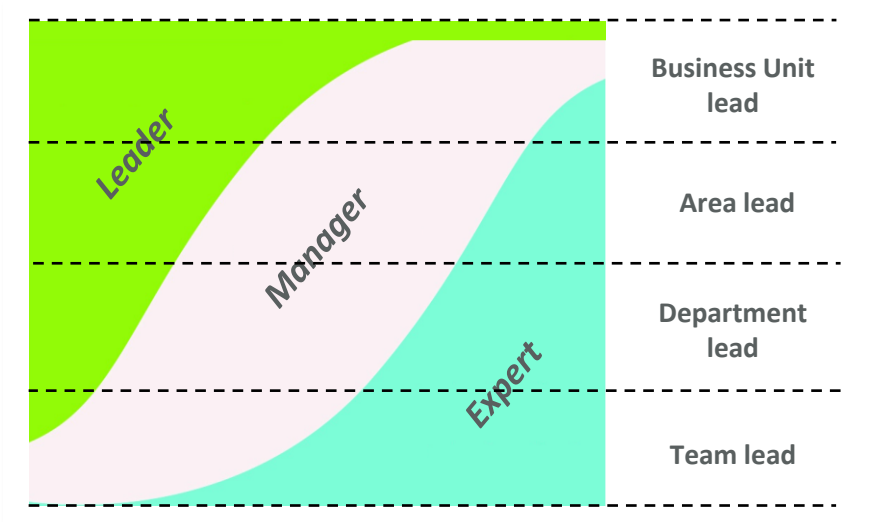 Leader
Manager
Expert
Business Unit
lead
Area lead
Department
lead
Team lead